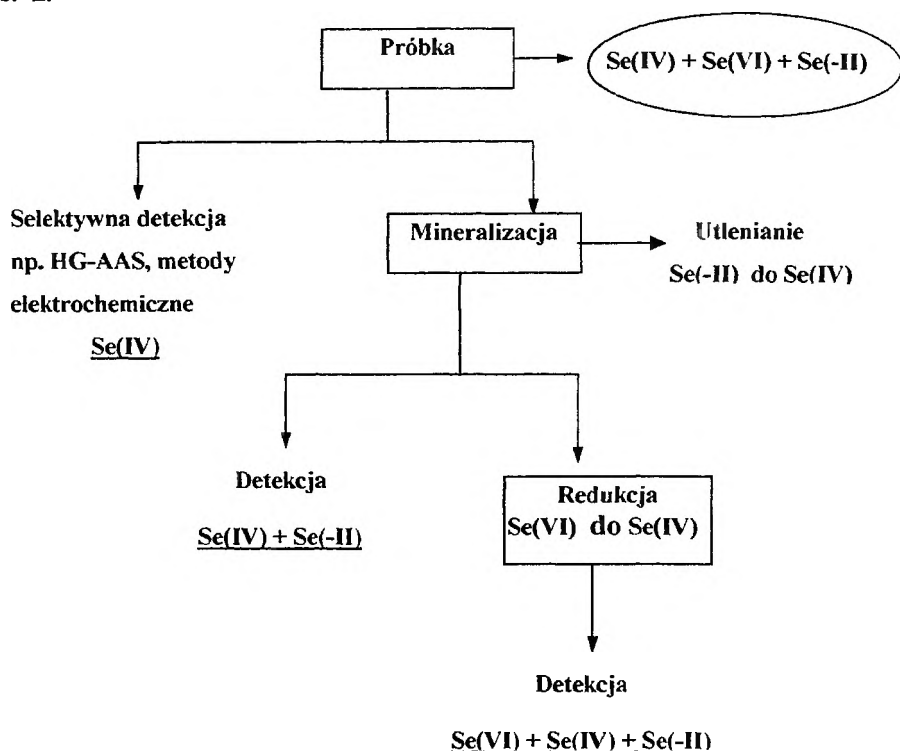 2.
Próbka
Se(IV) + Se(VI) + Se(-II)
Selektywna detekcja
np. HG-AAS, metody
elektrochemiczne
Se(IV)
Mineralizacja
Utlenianie
Se(-II) do Se(IV)
Detekcja
Se(IV) + Se(-II)
Redukcja
Se(VI) do Se(IV)
Detekcja
Se(VI) + Se(IV) + Se(-II)